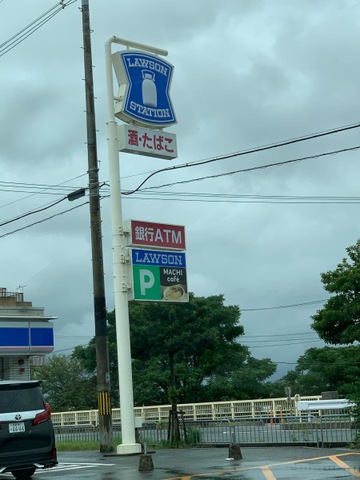 LAWSON
STATION
酒・たばこ
銀行ATM
LAWSON
P
MACHI
café